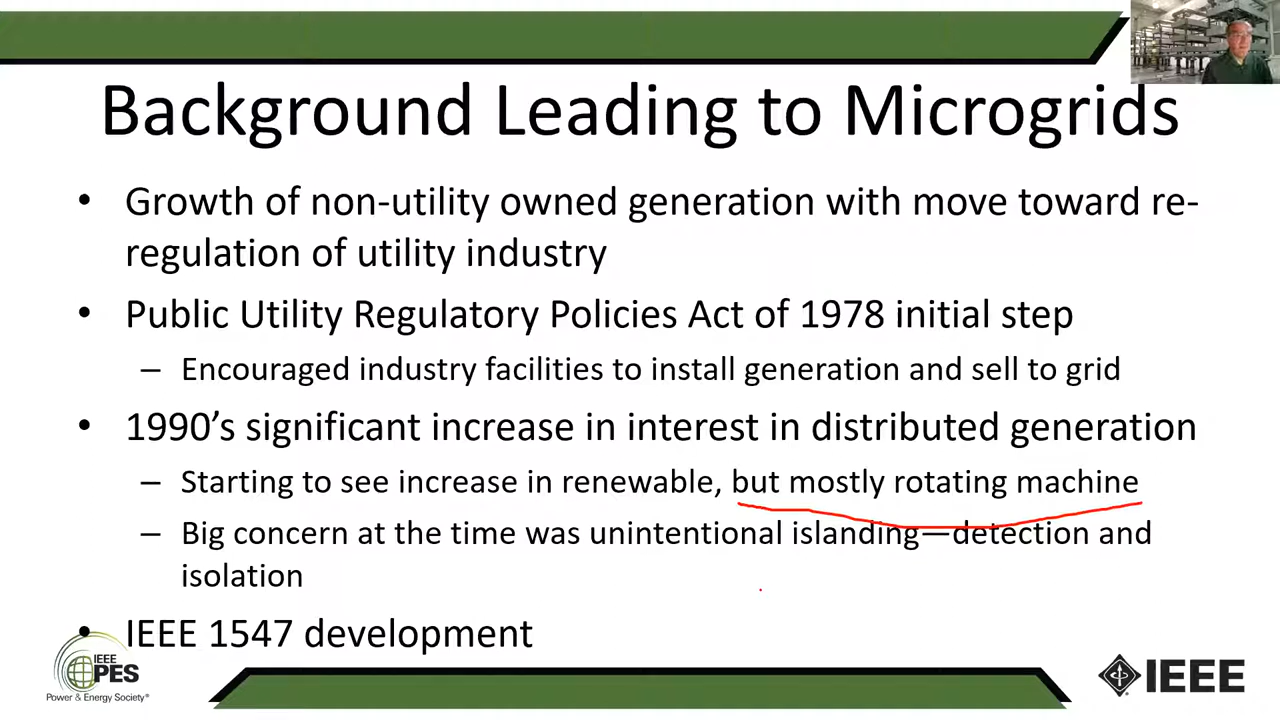 Background Leading to Microgrids
• Growth of non-utility owned generation with move toward re-
regulation of utility industry
• Public Utility Regulatory Policies Act of 1978 initial step
– Encouraged industry facilities to install generation and sell to grid
• 1990’s significant increase in interest in distributed generation
– Starting to see increase in renewable, but mostly rotating machine
– Big concern at the time was unintentional islanding—detection and
isolation
• IEEE 1547 development
IEEE
PES
Power & Energy Society®
IEEE